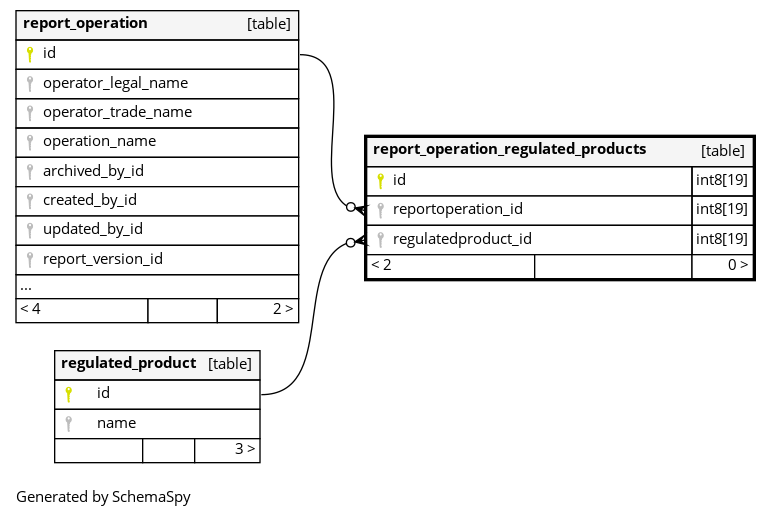 report_operation [table]
id
operator_legal_name
operator_trade_name
operation_name
archived_by_id
created_by_id
updated_by_id
report_version_id
...
< 4 2 >
report_operation_regulated_products [table]
id int8[19]
reportoperation_id int8[19]
regulatedproduct_id int8[19]
< 2 0 >
regulated_product [table]
id
name
3 >
Generated by SchemaSpy